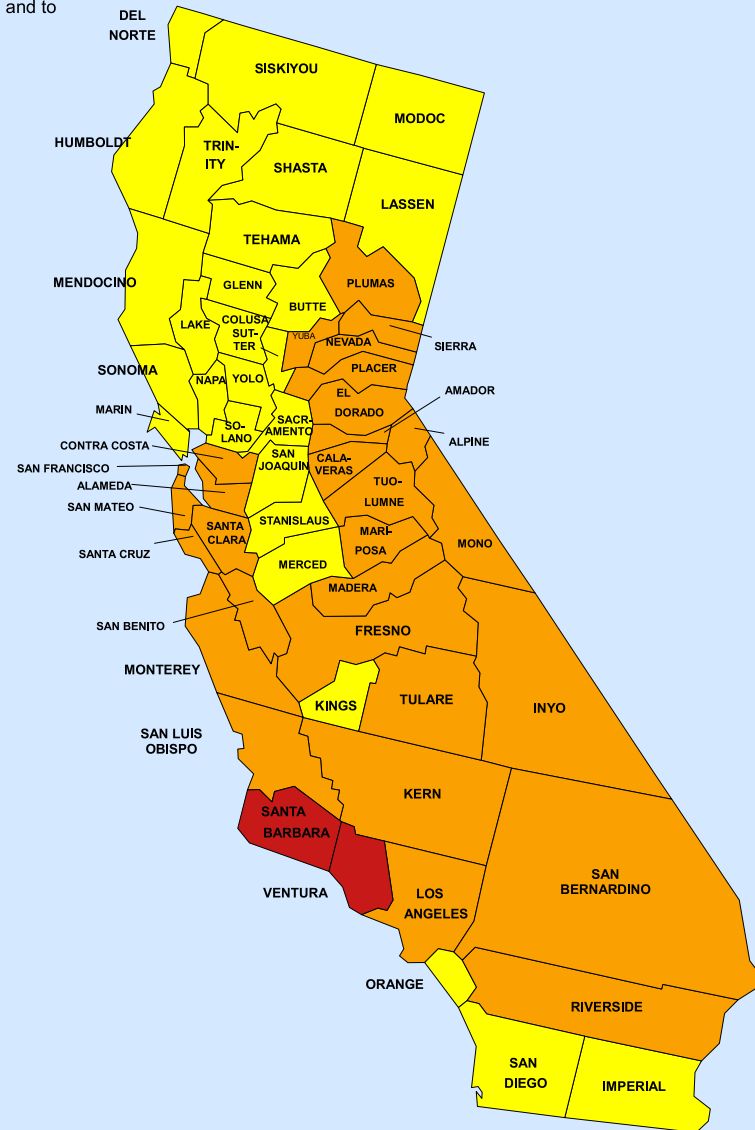 and to
DEL
NORTE
SISKIYOU
MODOC
HUMBOLDT
TRIN-
ITY
SHASTA
LASSEN
TEHAMA
MENDOCINO
GLENN
PLUMAS
BUTTE
LAKE
COLUSA
SUT-
TER
YUBA
NEVADA
SIERRA
SONOMA
NAPA
YOLO
PLACER
MARIN
EL
DORADO
AMADOR
SO-
LANO
SACR-
AMENTO
CONTRA COSTA
ALPINE
SAN FRANCISCO
SAN
JOAQUIN
CALA-
VERAS
ALAMEDA
TUO-
LUMNE
SAN MATEO
SANTA
CLARA
STANISLAUS
MARI-
POSA
MONO
SANTA CRUZ
MERCED
MADERA
SAN BENITO
FRESNO
MONTEREY
KINGS
TULARE
INYO
SAN LUIS
OBISPO
KERN
SANTA
BARBARA
VENTURA
LOS
ANGELES
SAN
BERNARDINO
ORANGE
RIVERSIDE
SAN
DIEGO
IMPERIAL